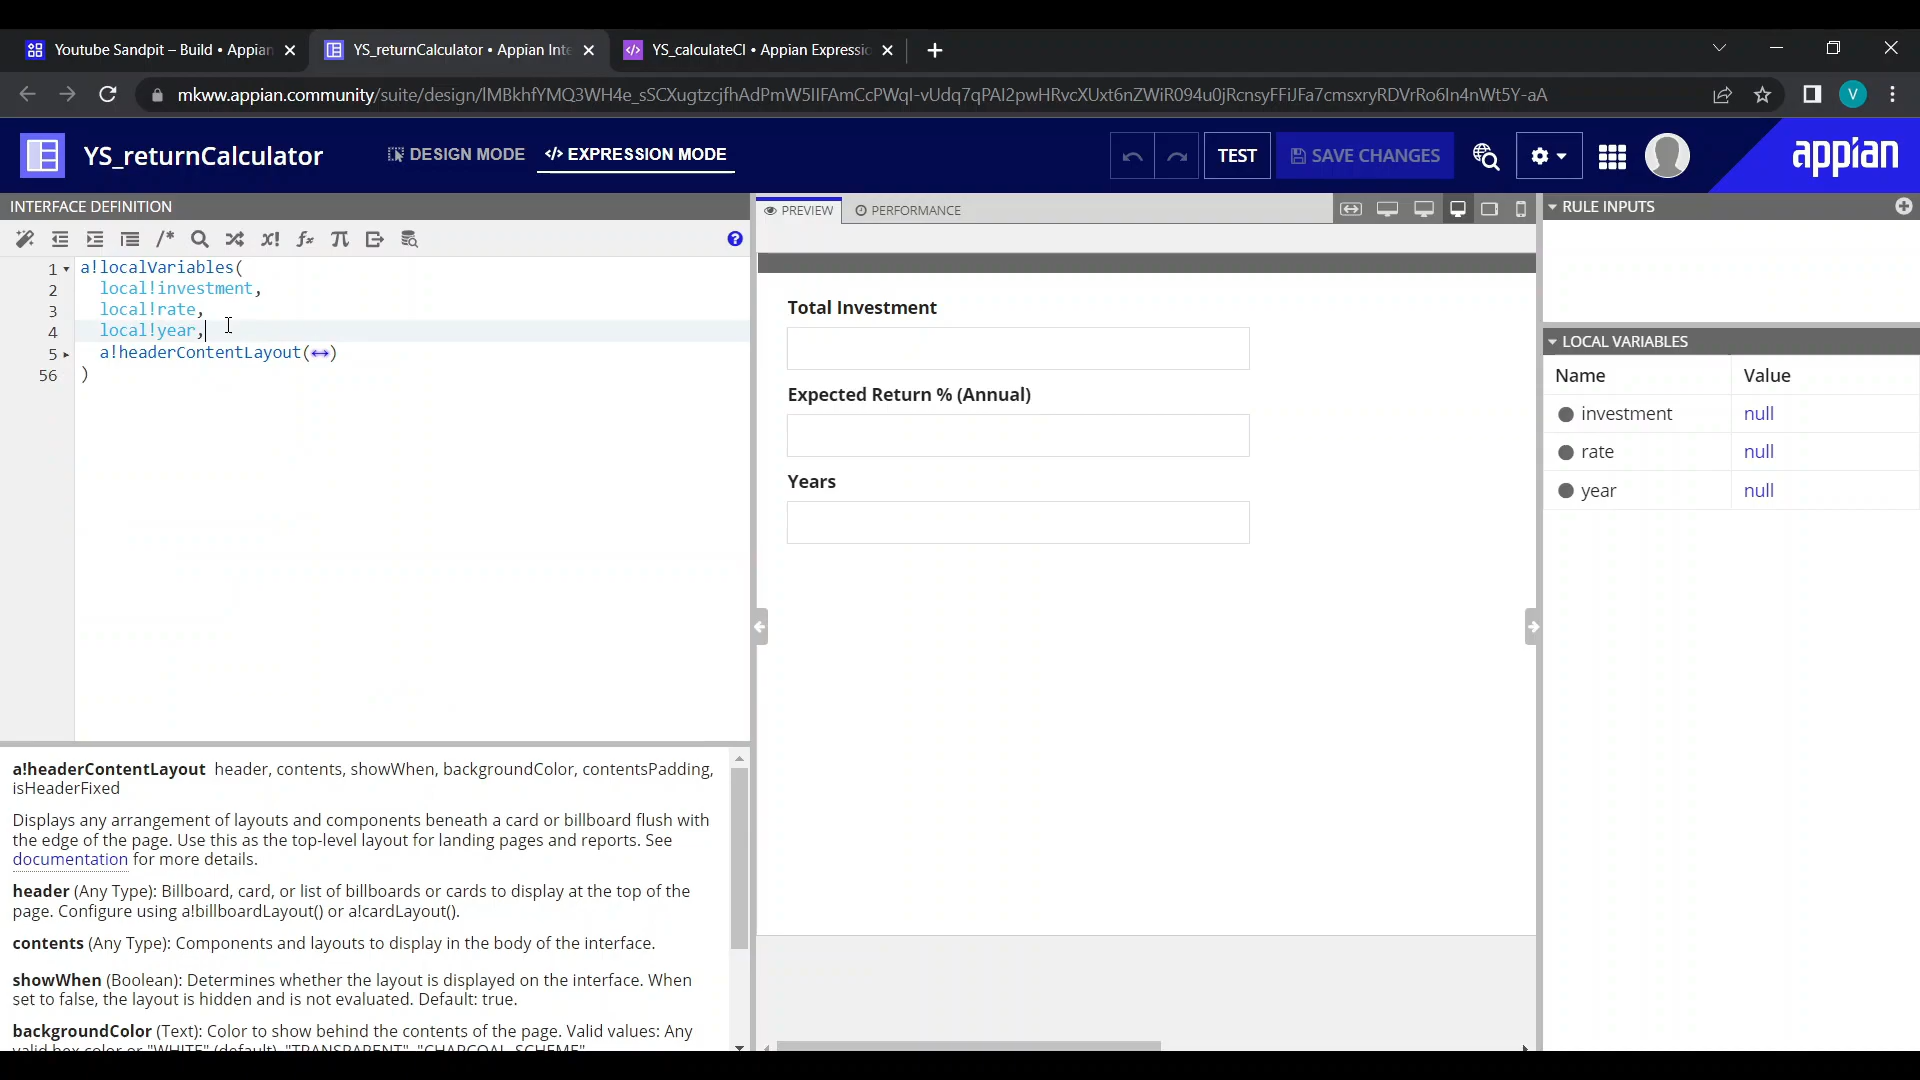 Youtube Sandpit – Build • Appian
YS_returnCalculator • Appian Inte
YS_calculateCI • Appian Expressio
mkww.appian.community/suite/design/
V
YS_returnCalculator
DESIGN MODE
</> EXPRESSION MODE
TEST
SAVE CHANGES
appian
INTERFACE DEFINITION
1 a!localVariables(
2 local!investment,
3 local!rate,
4 local!year,
5 a!headerContentLayout(↔)
56 )
a!headerContentLayout header, contents, showWhen, backgroundColor, contentsPadding,
isHeaderFixed
Displays any arrangement of layouts and components beneath a card or billboard flush with
the edge of the page. Use this as the top-level layout for landing pages and reports. See
documentation for more details.
header (Any Type): Billboard, card, or list of billboards or cards to display at the top of the
page. Configure using a!billboardLayout() or a!cardLayout().
contents (Any Type): Components and layouts to display in the body of the interface.
showWhen (Boolean): Determines whether the layout is displayed on the interface. When
set to false, the layout is hidden and is not evaluated. Default: true.
backgroundColor (Text): Color to show behind the contents of the page. Valid values: Any
valid hex color or "WHITE" (default), "TRANSPARENT", "CHARCOAL_SCHEME"
PREVIEW
PERFORMANCE
Total Investment
Expected Return % (Annual)
Years
RULE INPUTS
LOCAL VARIABLES
Name Value
investment null
rate null
year null